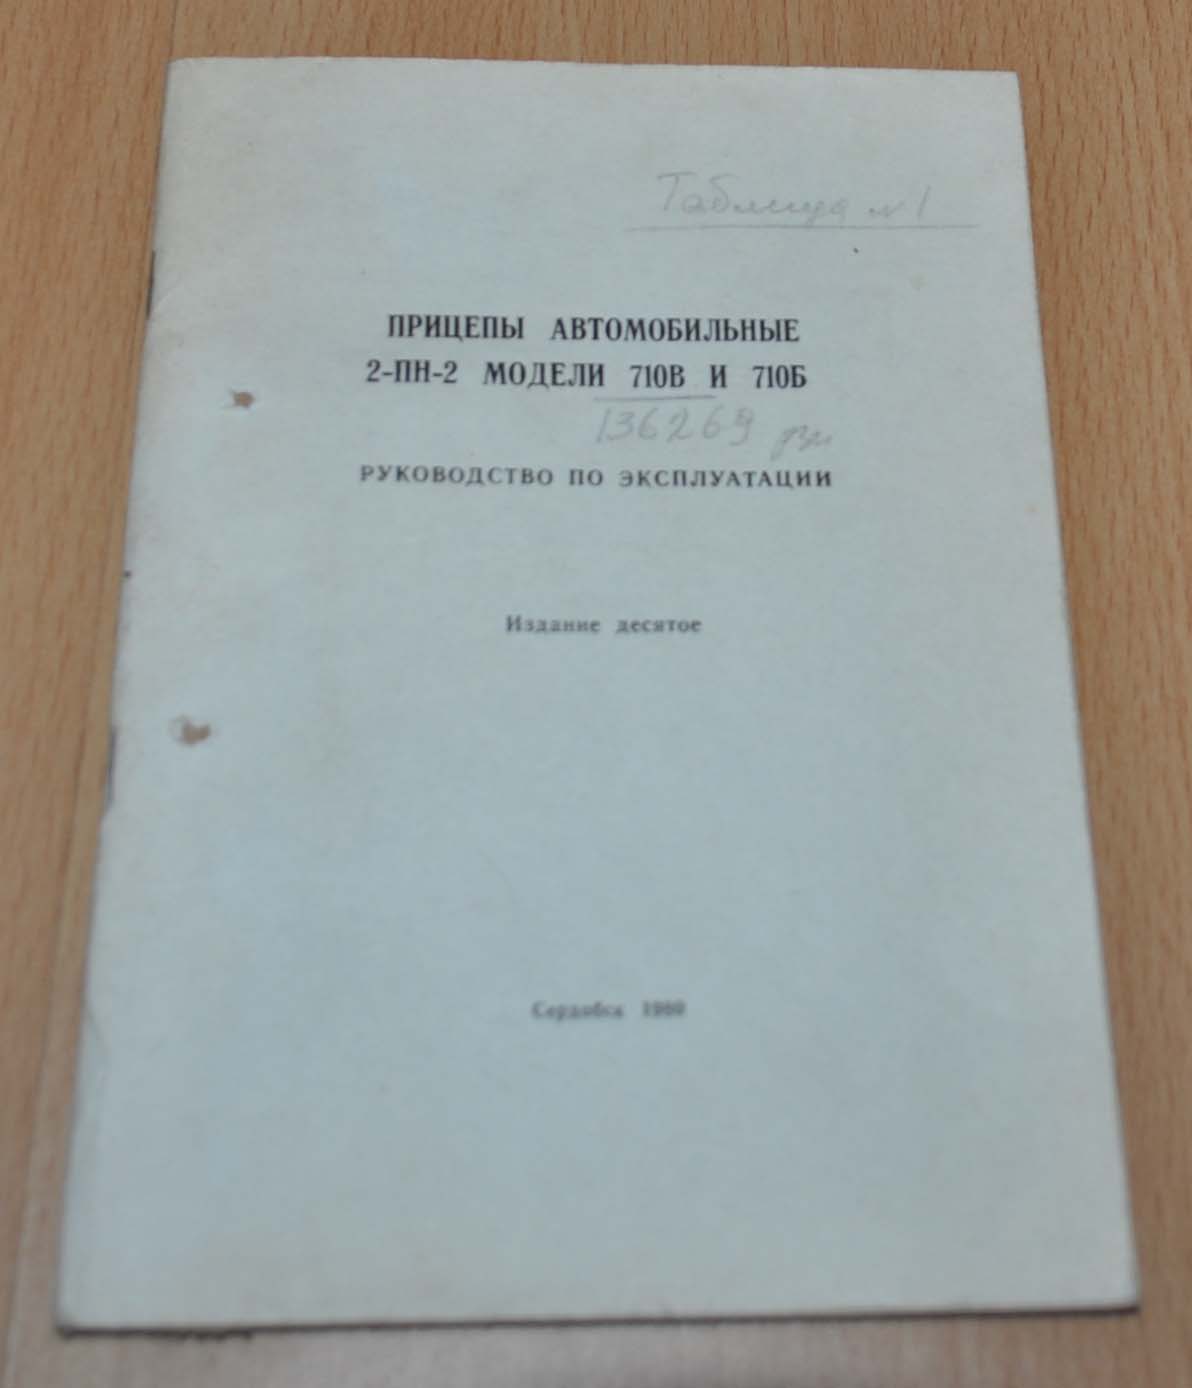 Таблица №1
ПРИЦЕПЫ АВТОМОБИЛЬНЫЕ
2-ПН-2 МОДЕЛИ 710В И 710Б
136269
РУКОВОДСТВО ПО ЭКСПЛУАТАЦИИ
Издание десятое
Сердобск